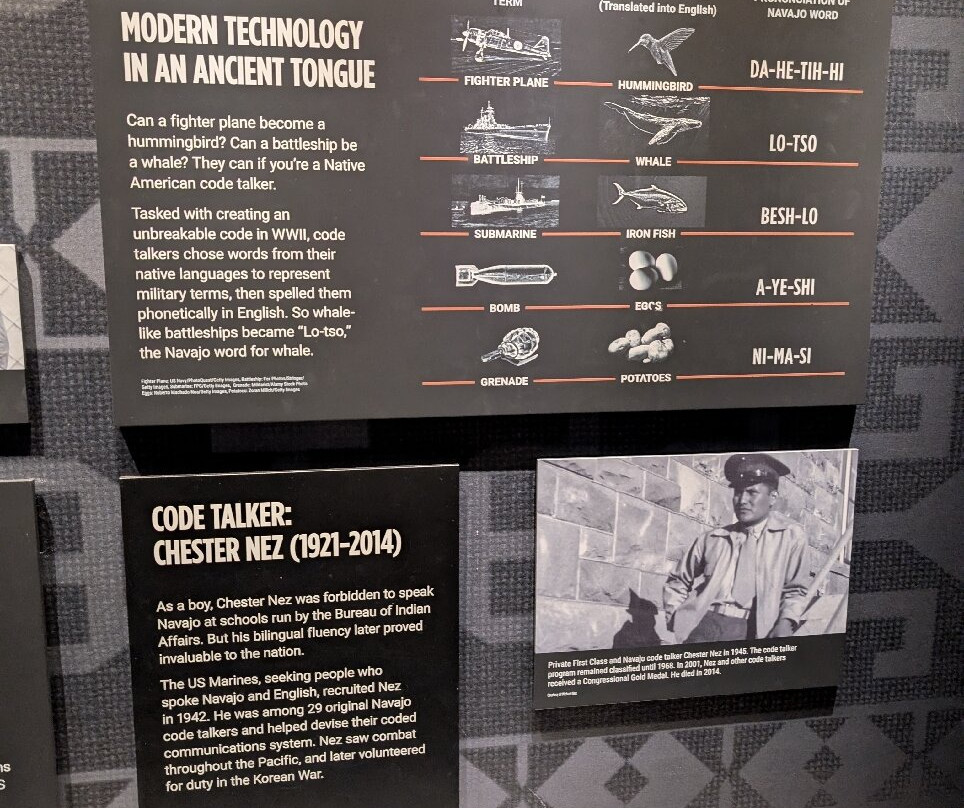 MODERN TECHNOLOGY
IN AN ANCIENT TONGUE
Can a fighter plane become a
hummingbird? Can a battleship be
a whale? They can if you're a Native
American code talker.
Tasked with creating an
unbreakable code in WWII, code
talkers chose words from their
native languages to represent
military terms, then spelled them
phonetically in English. So whale-
like battleships became "Lo-tso,"
the Navajo word for whale.
TERM
(Translated into English)
PRONUNCIATION OF
NAVAJO WORD
FIGHTER PLANE
HUMMINGBIRD
DA-HE-TIH-HI
BATTLESHIP
WHALE
LO-TSO
SUBMARINE
IRON FISH
BESH-LO
BOMB
EGGS
A-YE-SHI
GRENADE
POTATOES
NI-MA-SI
CODE TALKER:
CHESTER NEZ (1921–2014)
As a boy, Chester Nez was forbidden to speak
Navajo at schools run by the Bureau of Indian
Affairs. But his bilingual fluency later proved
invaluable to the nation.
The US Marines, seeking people who
spoke Navajo and English, recruited Nez
in 1942. He was among 29 original Navajo
code talkers and helped devise their coded
communications system. Nez saw combat
throughout the Pacific, and later volunteered
for duty in the Korean War.
Private First Class and Navajo code talker Chester Nez in 1945. The code talker
program remained classified until 1968. In 2001, Nez and other code talkers
received a Congressional Gold Medal. He died in 2014.